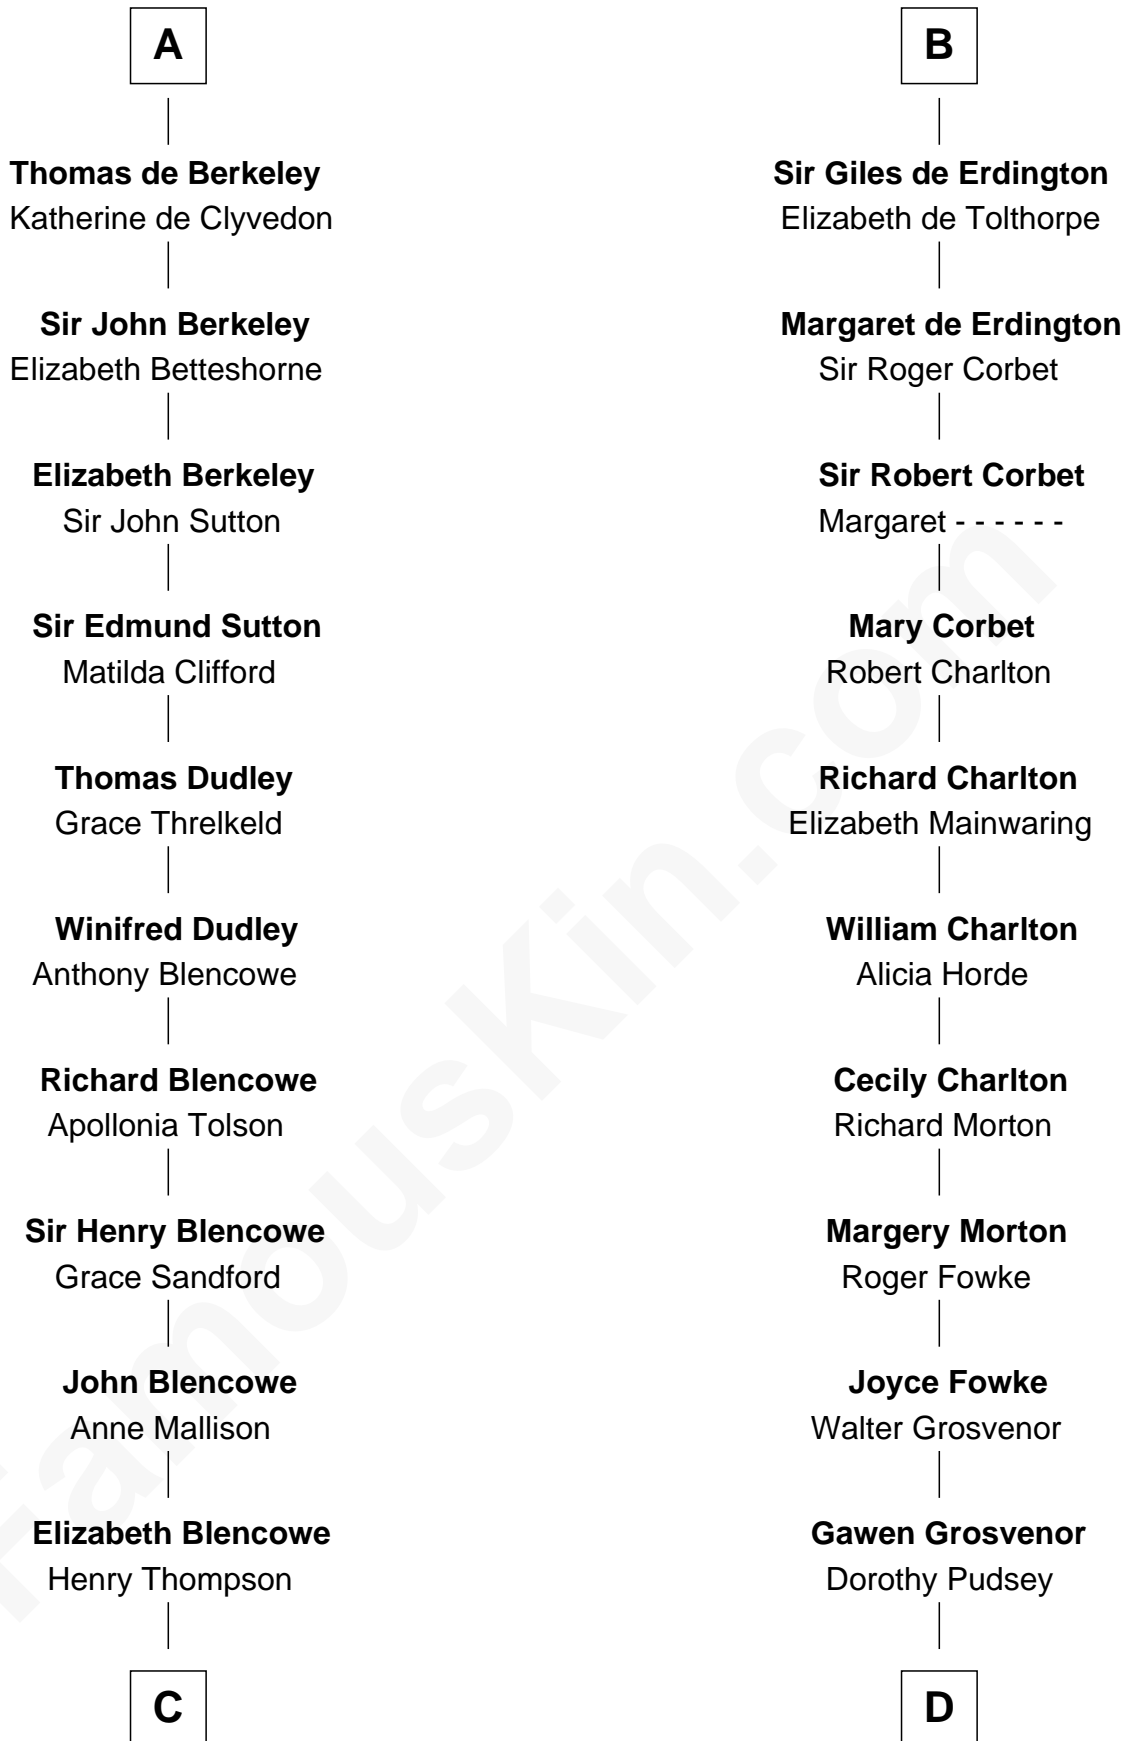 A
Thomas de Berkeley
Katherine de Clyvedon
Sir John Berkeley
Elizabeth Betteshorne
Elizabeth Berkeley
Sir John Sutton
Sir Edmund Sutton
Matilda Clifford
Thomas Dudley
Grace Threlkeld
Winifred Dudley
Anthony Blencowe
Richard Blencowe
Apollonia Tolson
Sir Henry Blencowe
Grace Sandford
John Blencowe
Anne Mallison
Elizabeth Blencowe
Henry Thompson
C
B
Sir Giles de Erdington
Elizabeth de Tolthorpe
Margaret de Erdington
Sir Roger Corbet
Sir Robert Corbet
Margaret - - - - - -
Mary Corbet
Robert Charlton
Richard Charlton
Elizabeth Mainwaring
William Charlton
Alicia Horde
Cecily Charlton
Richard Morton
Margery Morton
Roger Fowke
Joyce Fowke
Walter Grosvenor
Gawen Grosvenor
Dorothy Pudsey
D
FamousKin.com